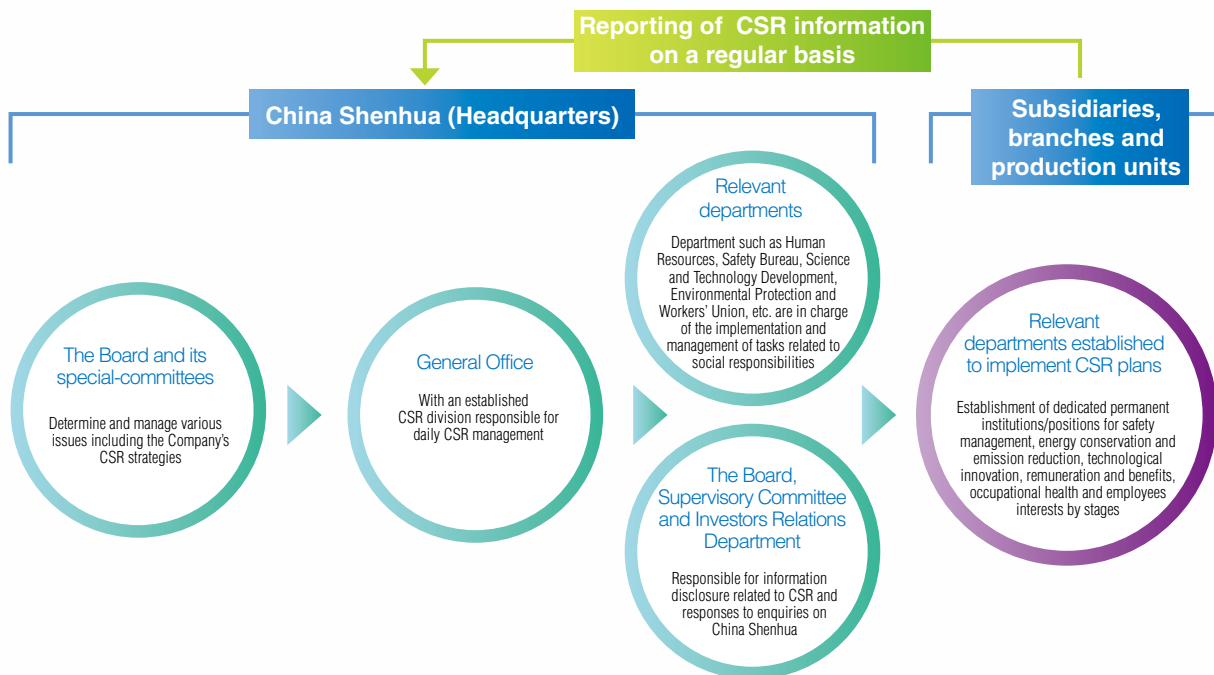 Reporting of CSR information
on a regular basis
China Shenhua (Headquarters)
Subsidiaries,
branches and
production units
The Board and its
special-committees
Determine and manage various
issues including the Company's
CSR strategies
General Office
With an established
CSR division responsible for
daily CSR management
Relevant
departments
Department such as Human
Resources, Safety Bureau, Science
and Technology Development,
Environmental Protection and
Workers' Union, etc. are in charge
of the implementation and
management of tasks related to
social responsibilities
The Board,
Supervisory Committee
and Investors Relations
Department
Responsible for information
disclosure related to CSR and
responses to enquiries on
China Shenhua
Relevant
departments established
to implement CSR plans
Establishment of dedicated permanent
institutions/positions for safety
management, energy conservation and
emission reduction, technological
innovation, remuneration and benefits,
occupational health and employees
interests by stages